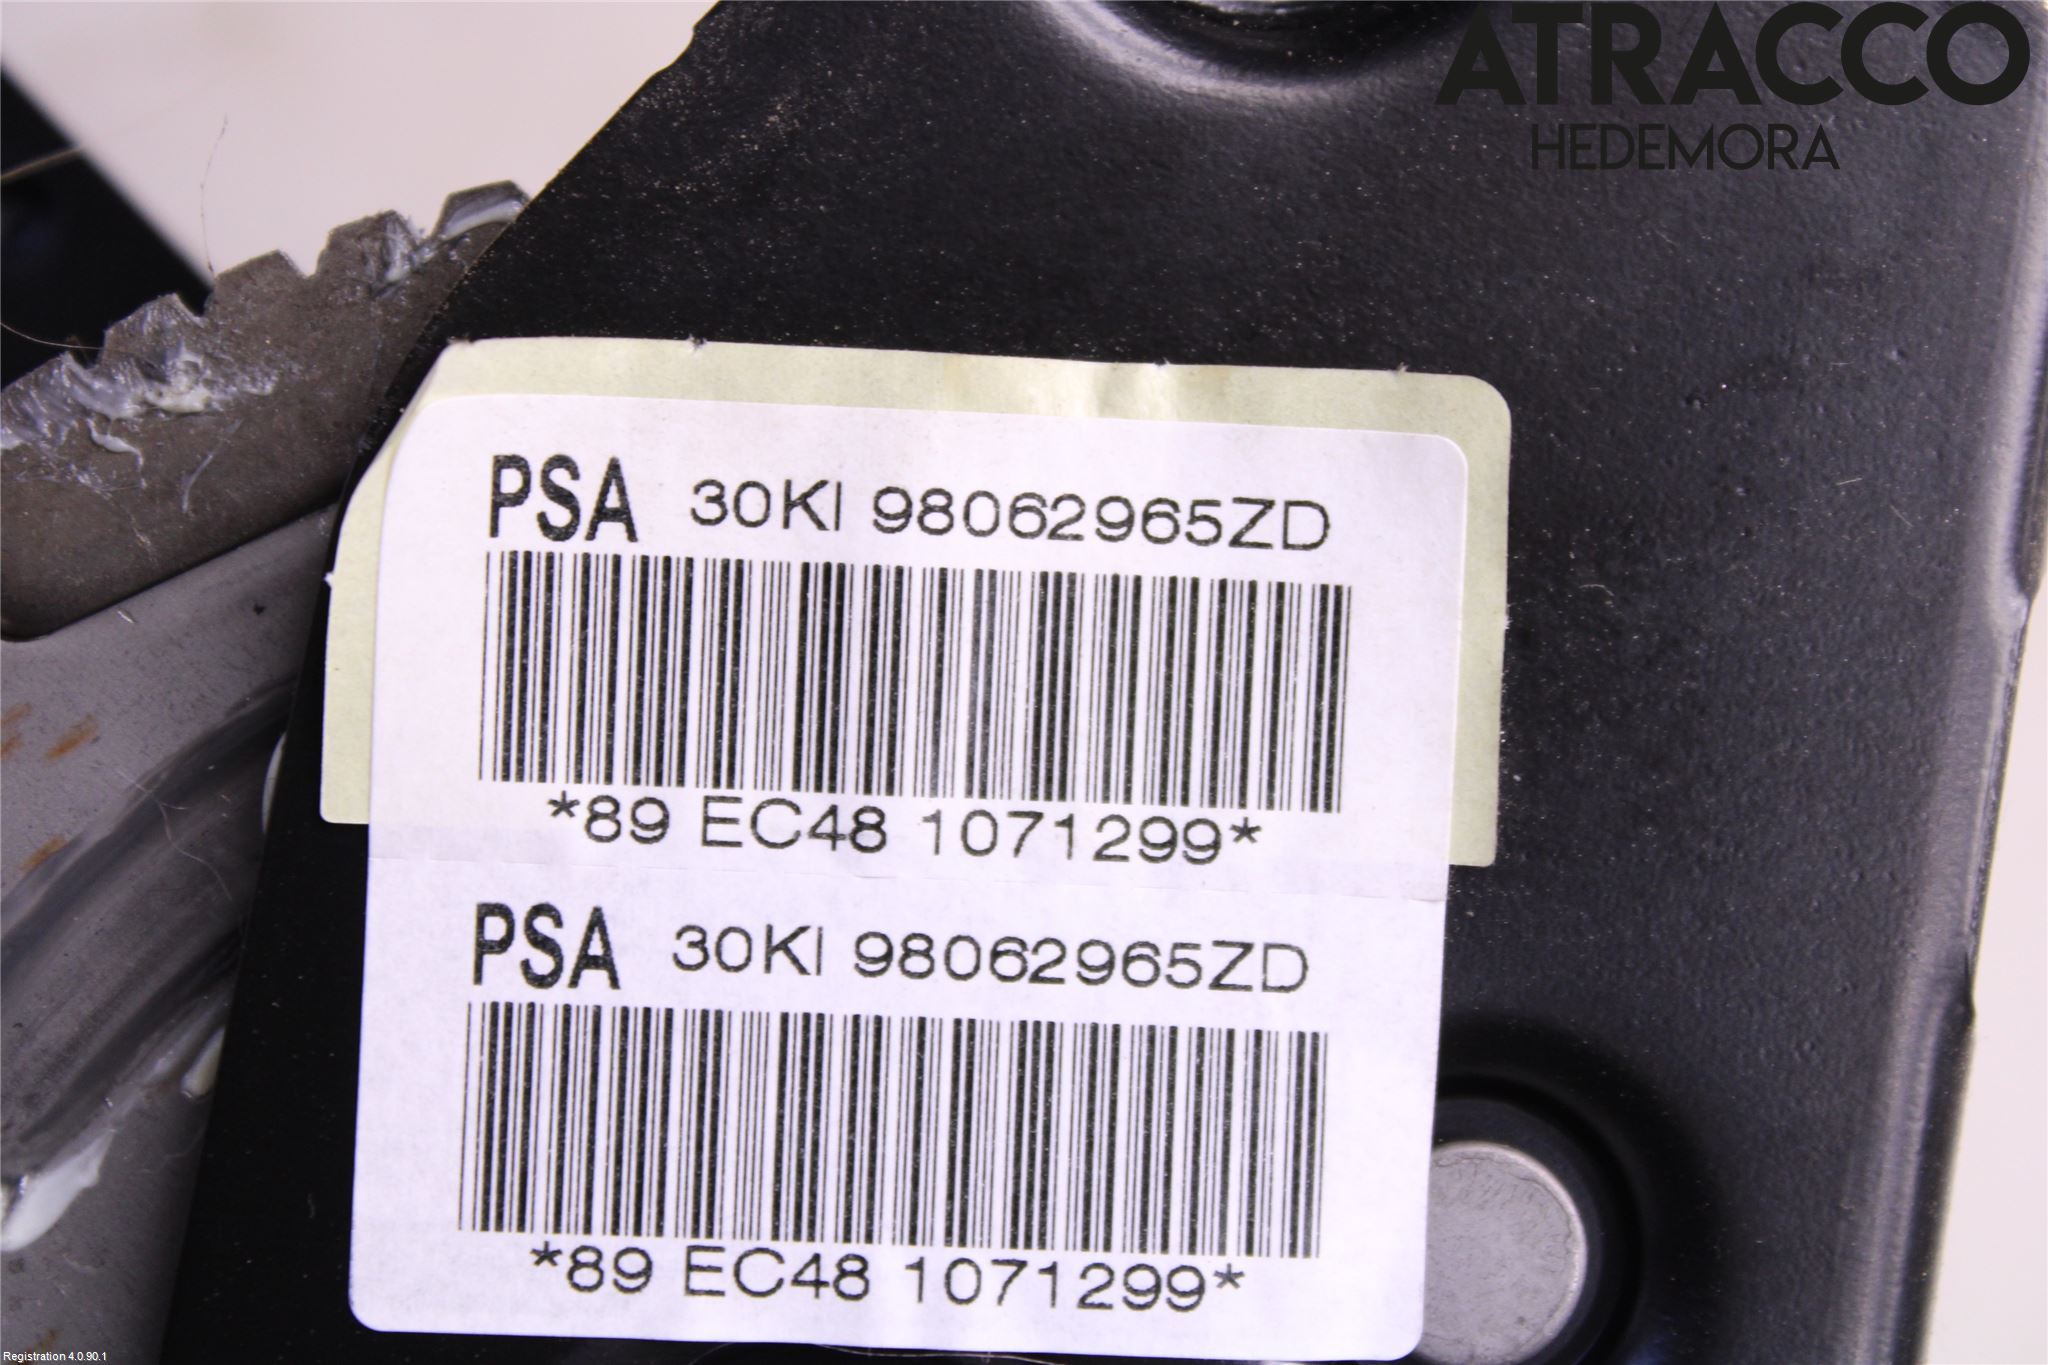 ATRACCO
HEDEMORA
PSA 30KI 98062965ZD
*89 EC48 1071299*
PSA 30KI 98062965ZD
*89 EC48 1071299*
Registration 4.0.90.1